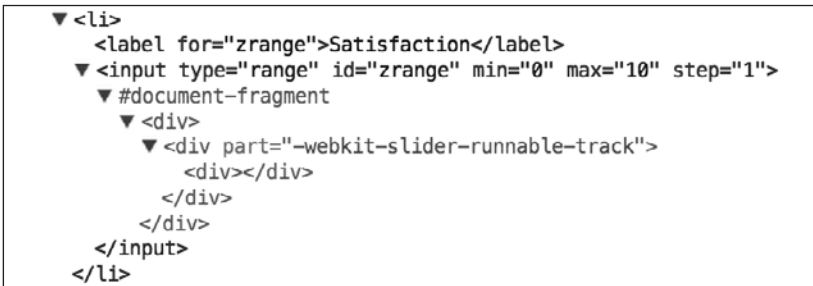 ▼ <li>
<label for="zrange">Satisfaction</label>
▼ <input type="range" id="zrange" min="0" max="10" step="1">
▼ #document-fragment
▼ <div>
▼ <div part="-webkit-slider-runnable-track">
<div></div>
</div>
</div>
</input>
</li>